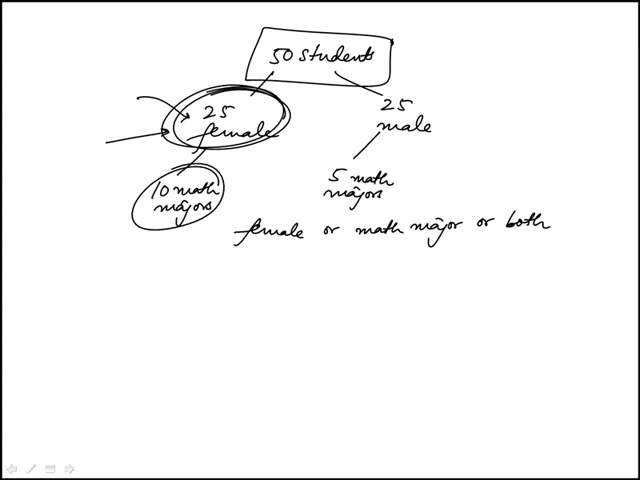 50 students
25
female
25
male
10 math
majors
5 math
majors
female or math major or both